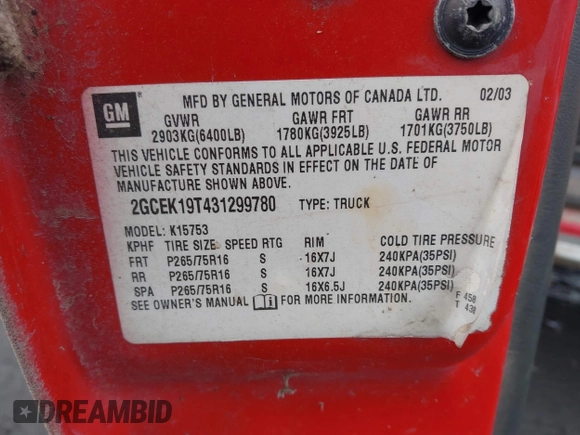 GM
MFD BY GENERAL MOTORS OF CANADA LTD. 02/03
GVWR GAWR FRT GAWR RR
2903KG(6400LB) 1780KG(3925LB) 1701KG(3750LB)
THIS VEHICLE CONFORMS TO ALL APPLICABLE U.S. FEDERAL MOTOR
VEHICLE SAFETY STANDARDS IN EFFECT ON THE DATE OF
MANUFACTURE SHOWN ABOVE.
2GCEK19T431299780 TYPE: TRUCK
MODEL: K15753
KPHF TIRE SIZE SPEED RTG RIM COLD TIRE PRESSURE
FRT P265/75R16 S 16X7J 240KPA(35PSI)
RR P265/75R16 S 16X7J 240KPA(35PSI)
SPA P265/75R16 S 16X6.5J 240KPA(35PSI)
SEE OWNER'S MANUAL i FOR MORE INFORMATION.
F 458
T 438
DREAMBID